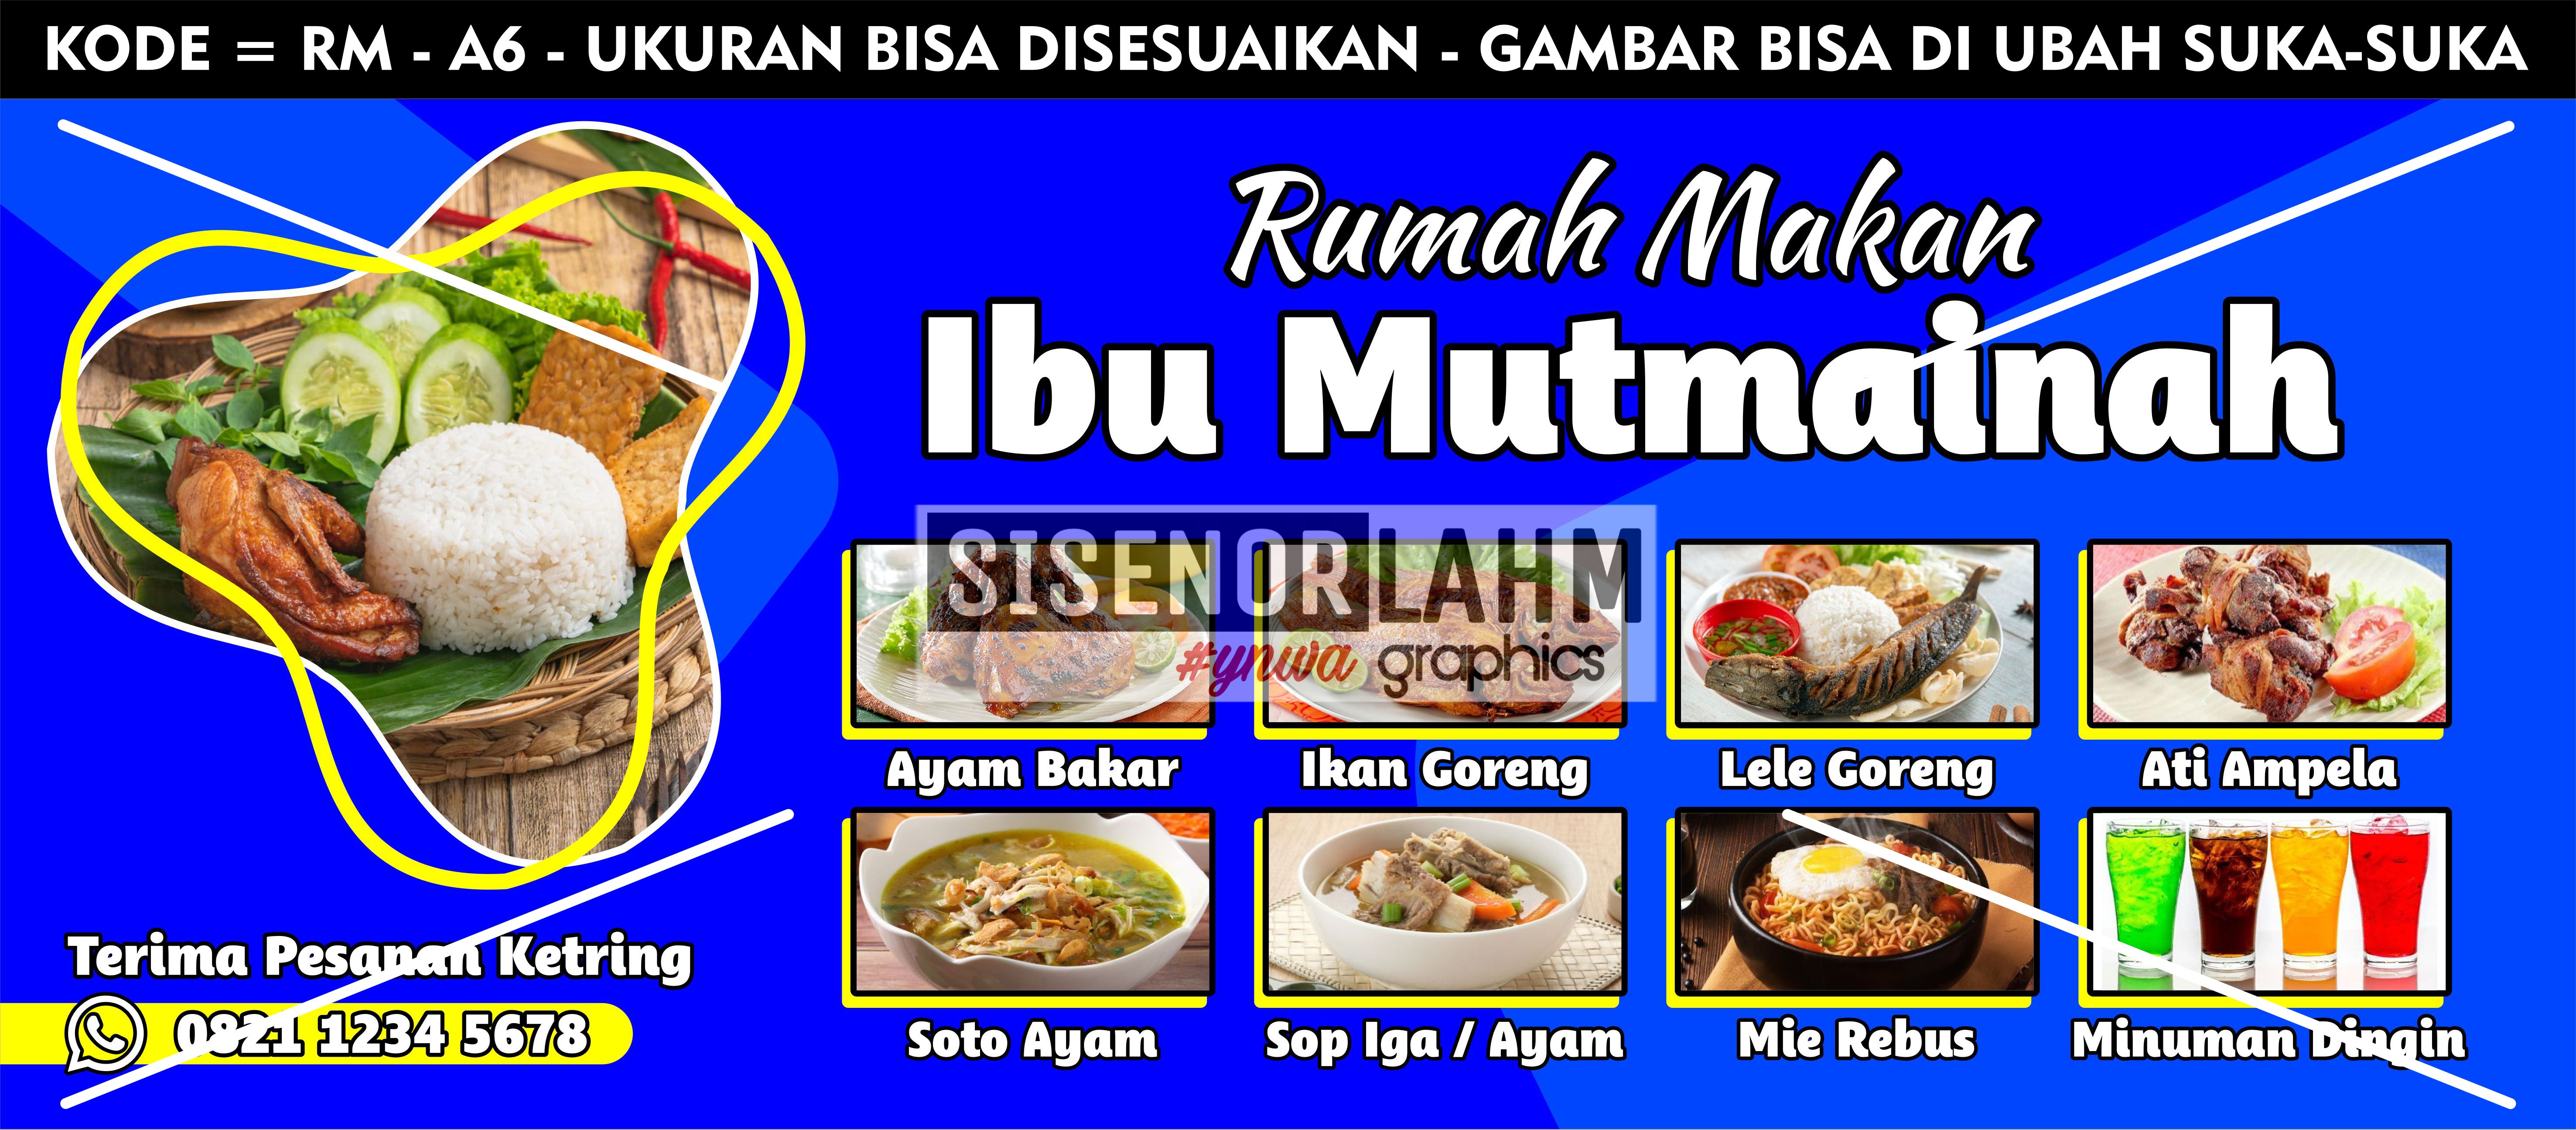 KODE = RM - A6 - UKURAN BISA DISESUAIKAN - GAMBAR BISA DI UBAH SUKA-SUKA
Rumah Makan
Ibu Mutmainah
SISENORLAHM
#ynwa graphics
Ayam Bakar
Ikan Goreng
Lele Goreng
Ati Ampela
Soto Ayam
Sop Iga / Ayam
Mie Rebus
Minuman Dingin
Terima Pesanan Ketring
0821 1234 5678